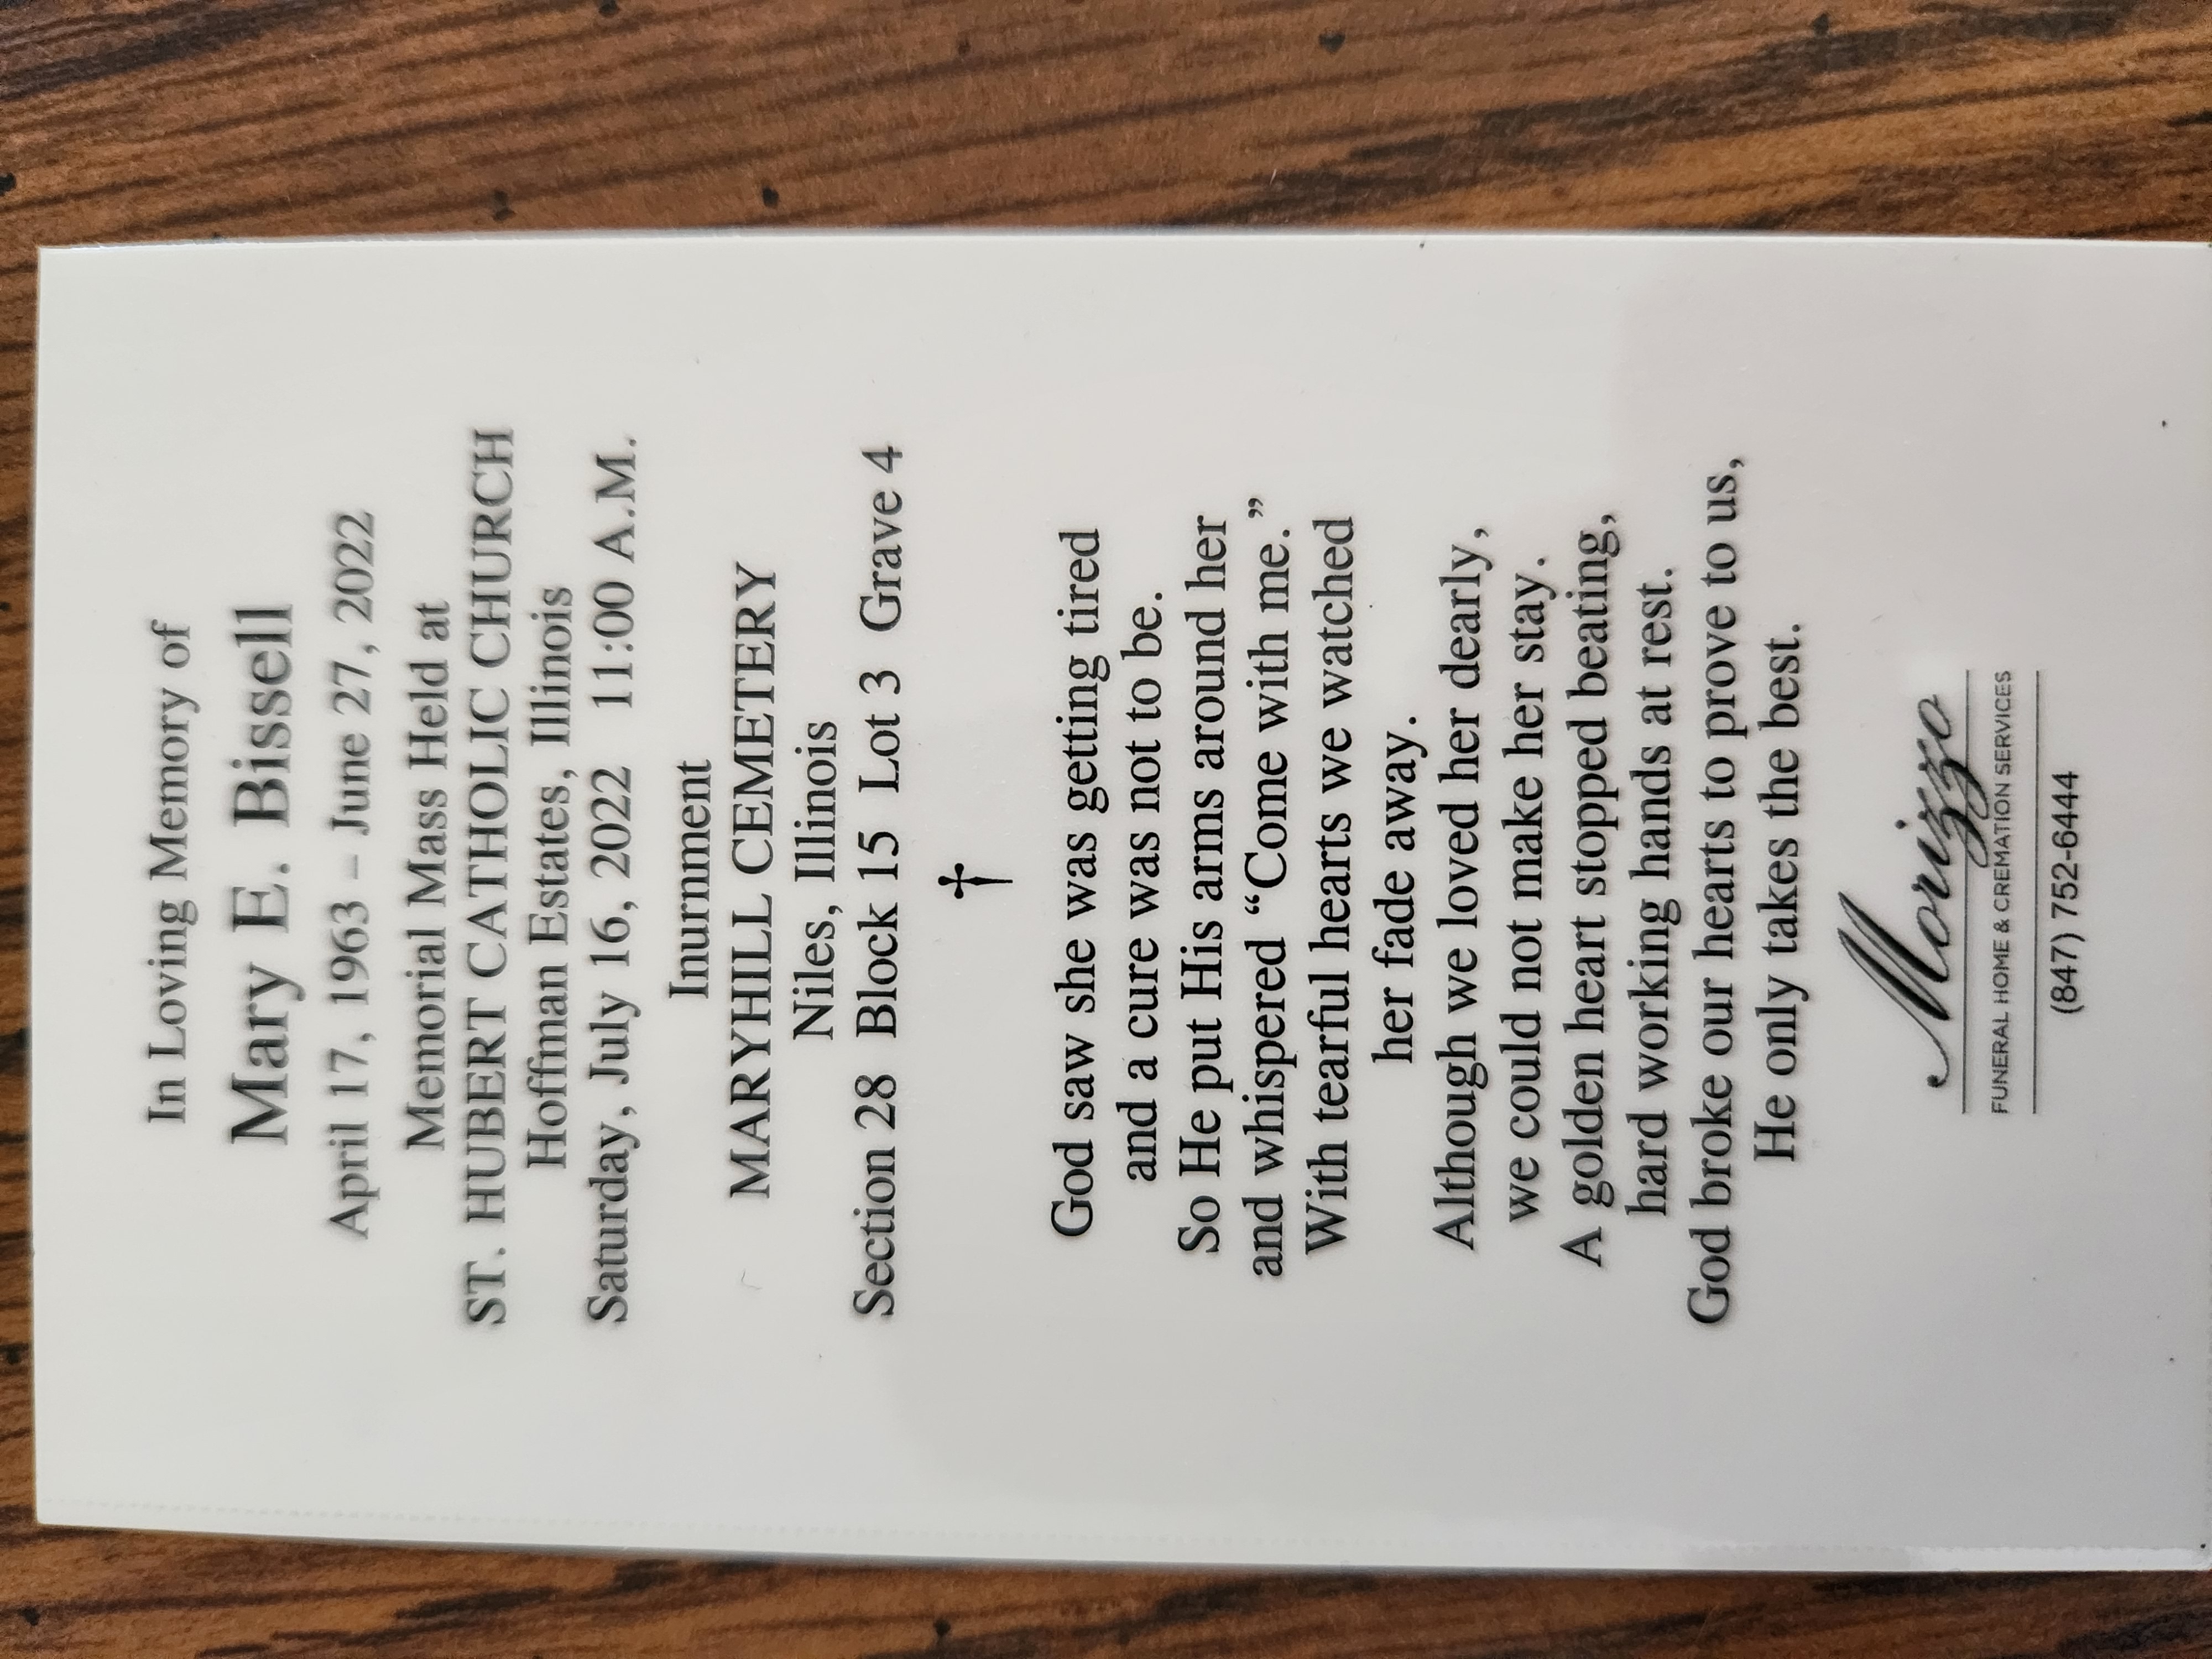 In Loving Memory of
Mary E. Bissell
April 17, 1963 – June 27, 2022
Memorial Mass Held at
ST. HUBERT CATHOLIC CHURCH
Hoffman Estates, Illinois
Saturday, July 16, 2022 11:00 A.M.
Inurnment
MARYHILL CEMETERY
Niles, Illinois
Section 28 Block 15 Lot 3 Grave 4
†
God saw she was getting tired
and a cure was not to be.
So He put His arms around her
and whispered “Come with me.”
With tearful hearts we watched
her fade away.
Although we loved her dearly,
we could not make her stay.
A golden heart stopped beating,
hard working hands at rest.
God broke our hearts to prove to us,
He only takes the best.
Morizzo
FUNERAL HOME & CREMATION SERVICES
(847) 752-6444